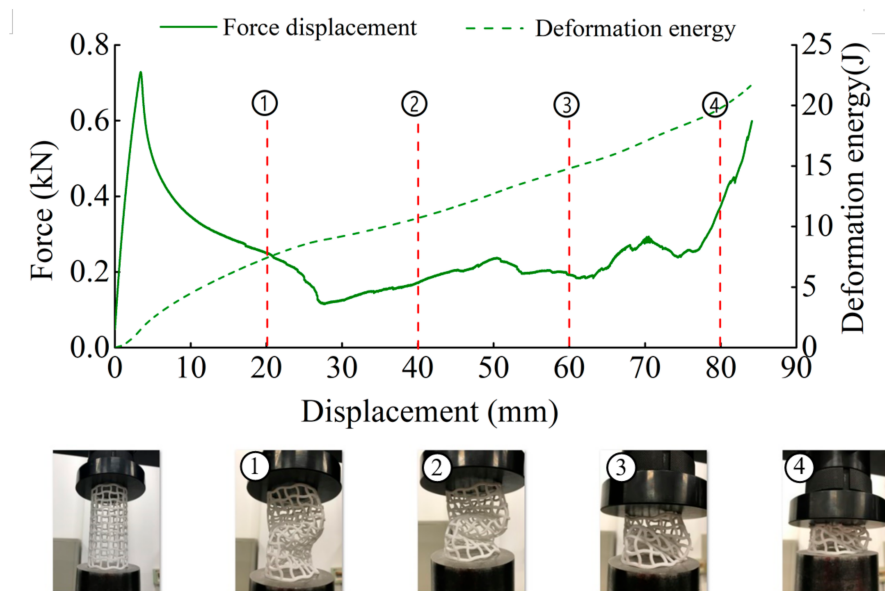 Force displacement
Deformation energy
0.8
0.6
0.4
0.2
0.0
Force (kN)
25
20
15
10
5
0
Deformation energy(J)
① ② ③ ④
0 10 20 30 40 50 60 70 80 90
Displacement (mm)
① ② ③ ④